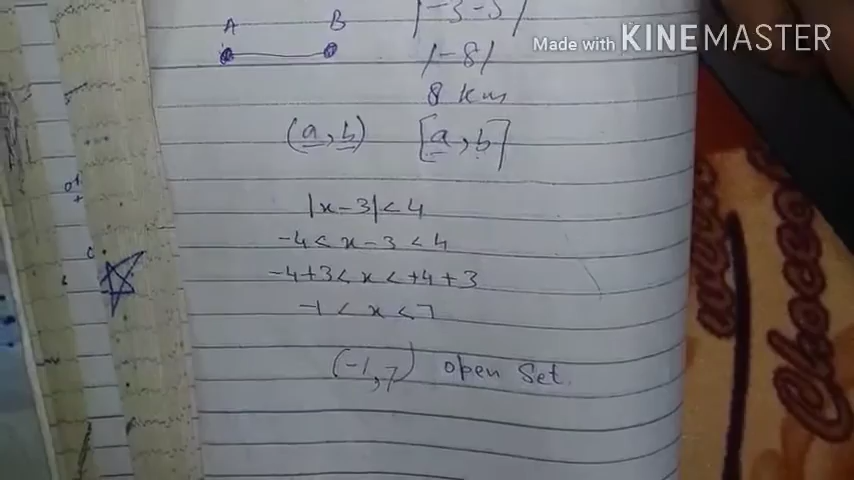 A B
|-3-5|
Made with KINEMASTER
|-8|
8 km
(a, b) [a, b]
|x-3|<4
-4<x-3<4
-4+3<x<+4+3
-1<x<7
(-1,7) open Set.
Chocco